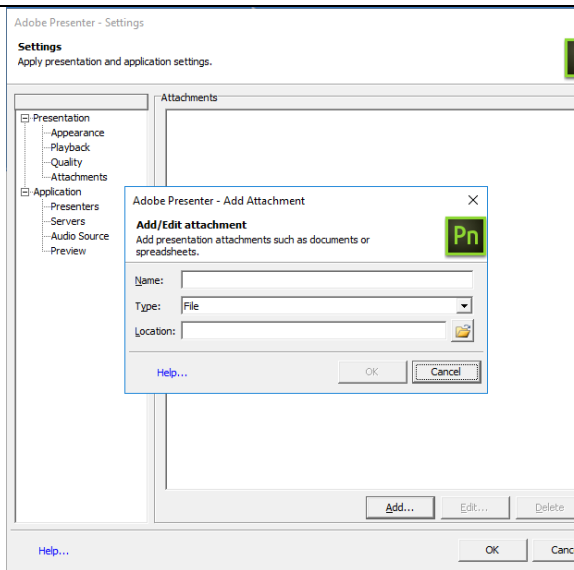 Adobe Presenter - Settings
Settings
Apply presentation and application settings.
Attachments
Presentation
Appearance
Playback
Quality
Attachments
Application
Presenters
Servers
Audio Source
Preview
Adobe Presenter - Add Attachment
Add/Edit attachment
Add presentation attachments such as documents or
spreadsheets.
Pn
Name:
Type: File
Location:
Help... OK Cancel
Add... Edit... Delete
Help... OK Canc